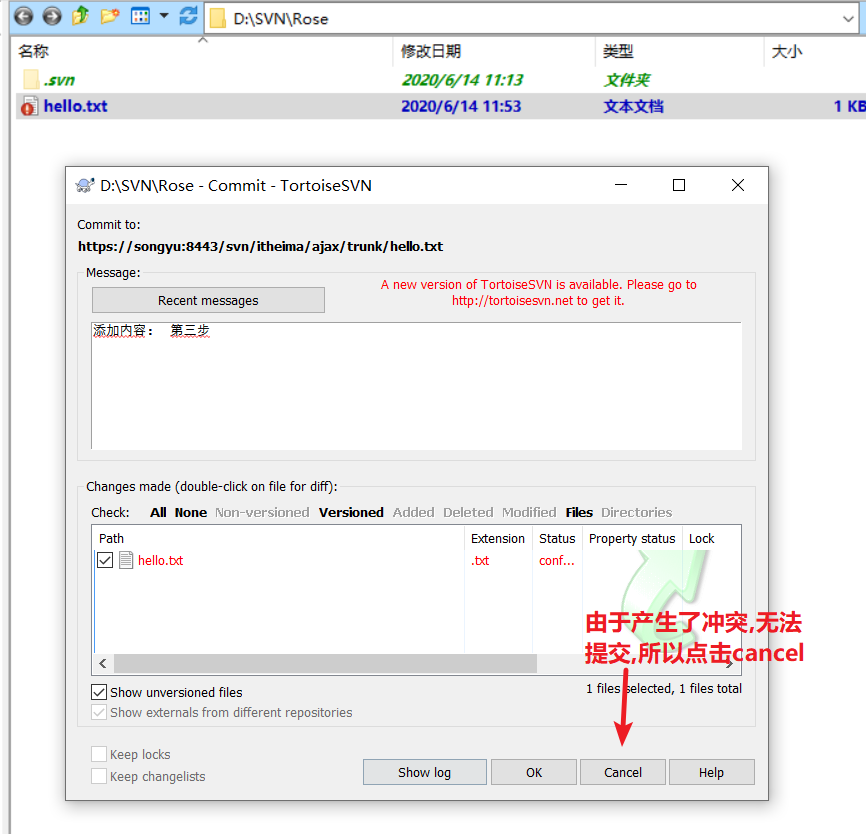 D:\SVN\Rose
名称 修改日期 类型 大小
.svn 2020/6/14 11:13 文件夹
hello.txt 2020/6/14 11:53 文本文档 1 KB
D:\SVN\Rose - Commit - TortoiseSVN
Commit to:
https://songyu:8443/svn/itheima/ajax/trunk/hello.txt
Message:
A new version of TortoiseSVN is available. Please go to
http://tortoisesvn.net to get it.
Recent messages
添加内容： 第三步
Changes made (double-click on file for diff):
Check: All None Non-versioned Versioned Added Deleted Modified Files Directories
Path Extension Status Property status Lock
hello.txt .txt conf...
由于产生了冲突,无法
提交,所以点击cancel
1 files selected, 1 files total
Show unversioned files
Show externals from different repositories
Keep locks
Keep changelists
Show log OK Cancel Help